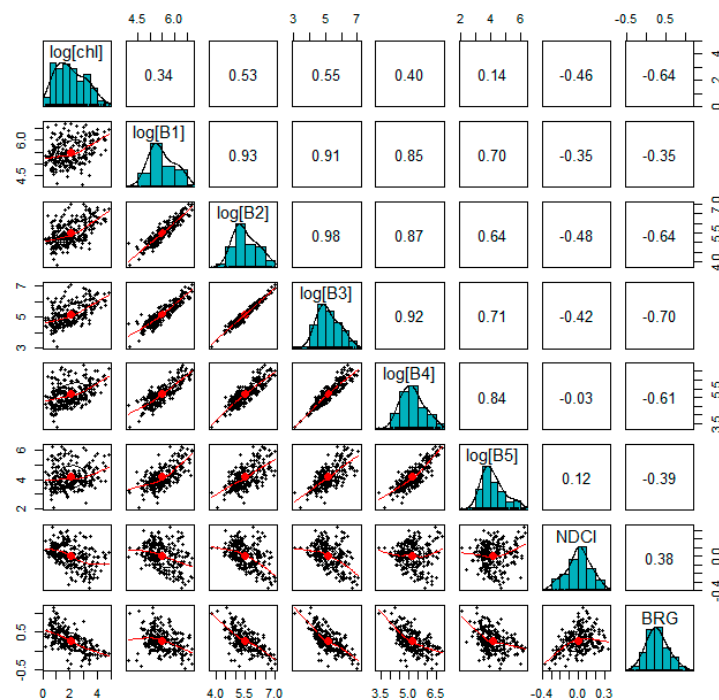 4.5 6.0
3 4 5 6 7
2 4 6
-0.5 0.5
log[chl] 0.34 0.53 0.55 0.40 0.14 -0.46 -0.64
0 2 4
4.5 6.0
log[B1] 0.93 0.91 0.85 0.70 -0.35 -0.35
log[B2] 0.98 0.87 0.64 -0.48 -0.64
4.0 5.5 7.0
3 5 7
log[B3] 0.92 0.71 -0.42 -0.70
log[B4] 0.84 -0.03 -0.61
3.5 5.5
2 4 6
log[B5] 0.12 -0.39
NDCI 0.38
-0.4 0.0
-0.5 0.5
BRG
0 2 4
4.0 5.5 7.0
3.5 5.0 6.5
-0.4 0.0 0.3